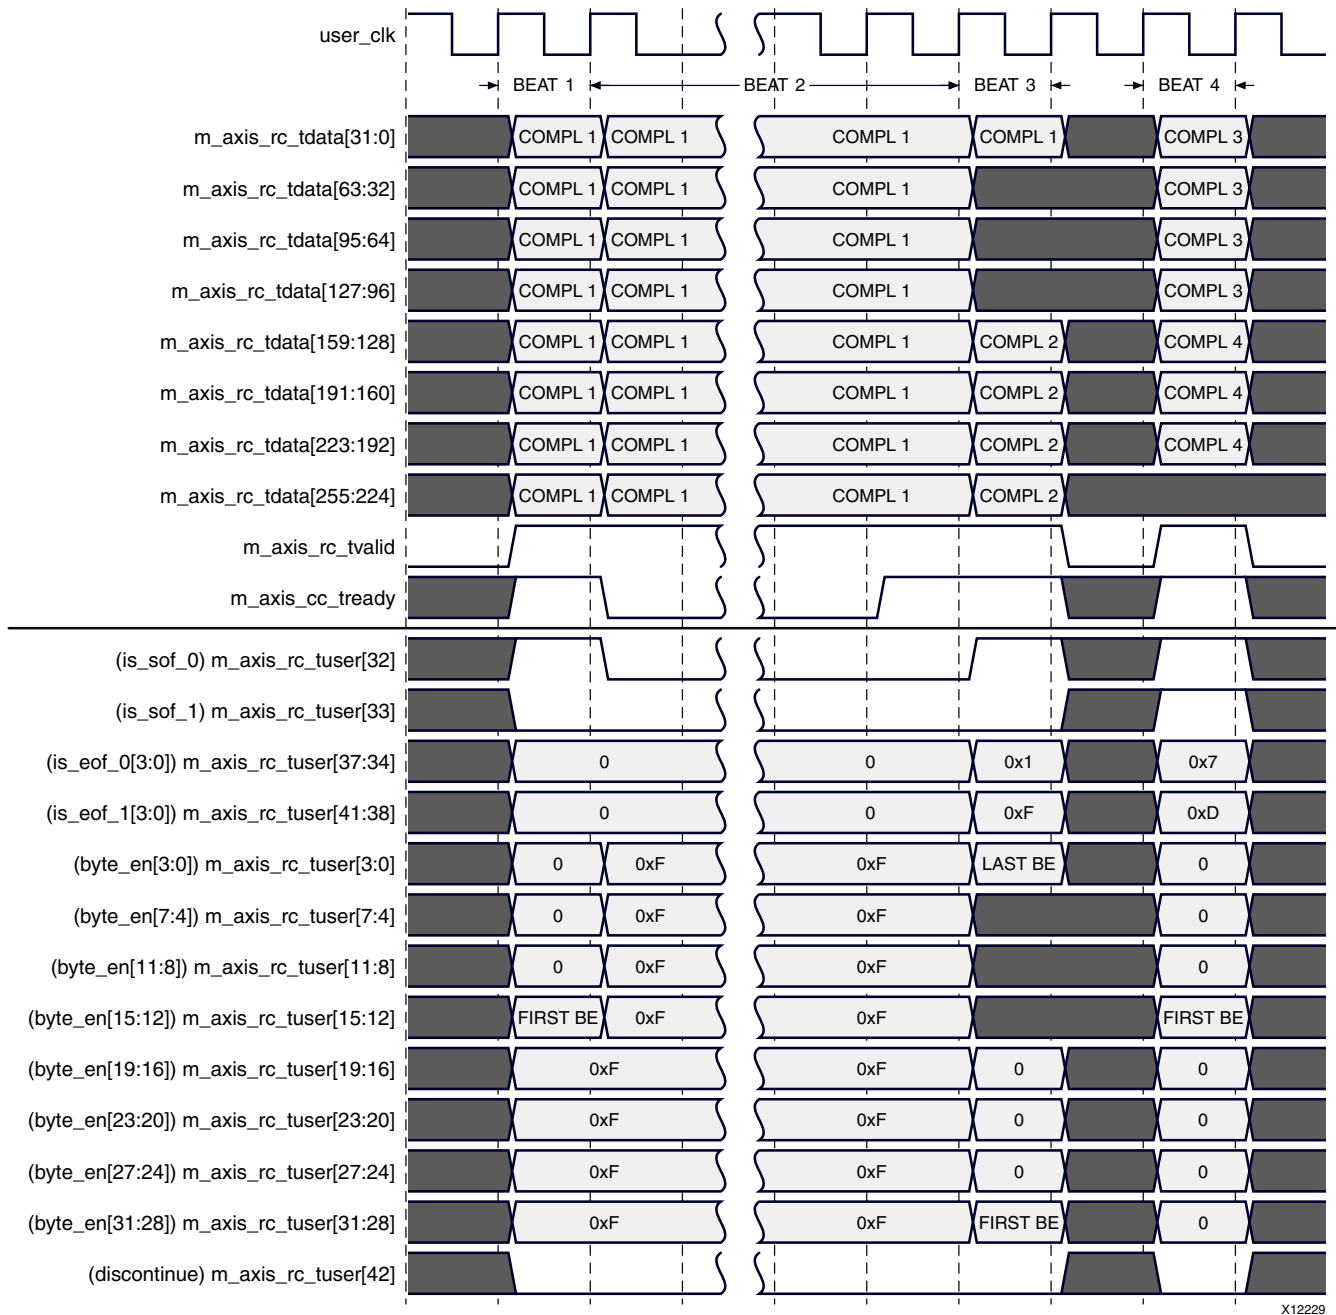 user_clk
BEAT 1 BEAT 2 BEAT 3 BEAT 4
m_axis_rc_tdata[31:0] COMPL 1 COMPL 1 COMPL 1 COMPL 1 COMPL 3
m_axis_rc_tdata[63:32] COMPL 1 COMPL 1 COMPL 1 COMPL 3
m_axis_rc_tdata[95:64] COMPL 1 COMPL 1 COMPL 1 COMPL 3
m_axis_rc_tdata[127:96] COMPL 1 COMPL 1 COMPL 1 COMPL 3
m_axis_rc_tdata[159:128] COMPL 1 COMPL 1 COMPL 1 COMPL 2 COMPL 4
m_axis_rc_tdata[191:160] COMPL 1 COMPL 1 COMPL 1 COMPL 2 COMPL 4
m_axis_rc_tdata[223:192] COMPL 1 COMPL 1 COMPL 1 COMPL 2 COMPL 4
m_axis_rc_tdata[255:224] COMPL 1 COMPL 1 COMPL 1 COMPL 2
m_axis_rc_tvalid
m_axis_cc_tready
(is_sof_0) m_axis_rc_tuser[32]
(is_sof_1) m_axis_rc_tuser[33]
(is_eof_0[3:0]) m_axis_rc_tuser[37:34] 0 0 0x1 0x7
(is_eof_1[3:0]) m_axis_rc_tuser[41:38] 0 0 0xF 0xD
(byte_en[3:0]) m_axis_rc_tuser[3:0] 0 0xF 0xF LAST BE 0
(byte_en[7:4]) m_axis_rc_tuser[7:4] 0 0xF 0xF 0
(byte_en[11:8]) m_axis_rc_tuser[11:8] 0 0xF 0xF 0
(byte_en[15:12]) m_axis_rc_tuser[15:12] FIRST BE 0xF 0xF FIRST BE
(byte_en[19:16]) m_axis_rc_tuser[19:16] 0xF 0xF 0 0
(byte_en[23:20]) m_axis_rc_tuser[23:20] 0xF 0xF 0 0
(byte_en[27:24]) m_axis_rc_tuser[27:24] 0xF 0xF 0 0
(byte_en[31:28]) m_axis_rc_tuser[31:28] 0xF 0xF FIRST BE 0
(discontinue) m_axis_rc_tuser[42]
X12229